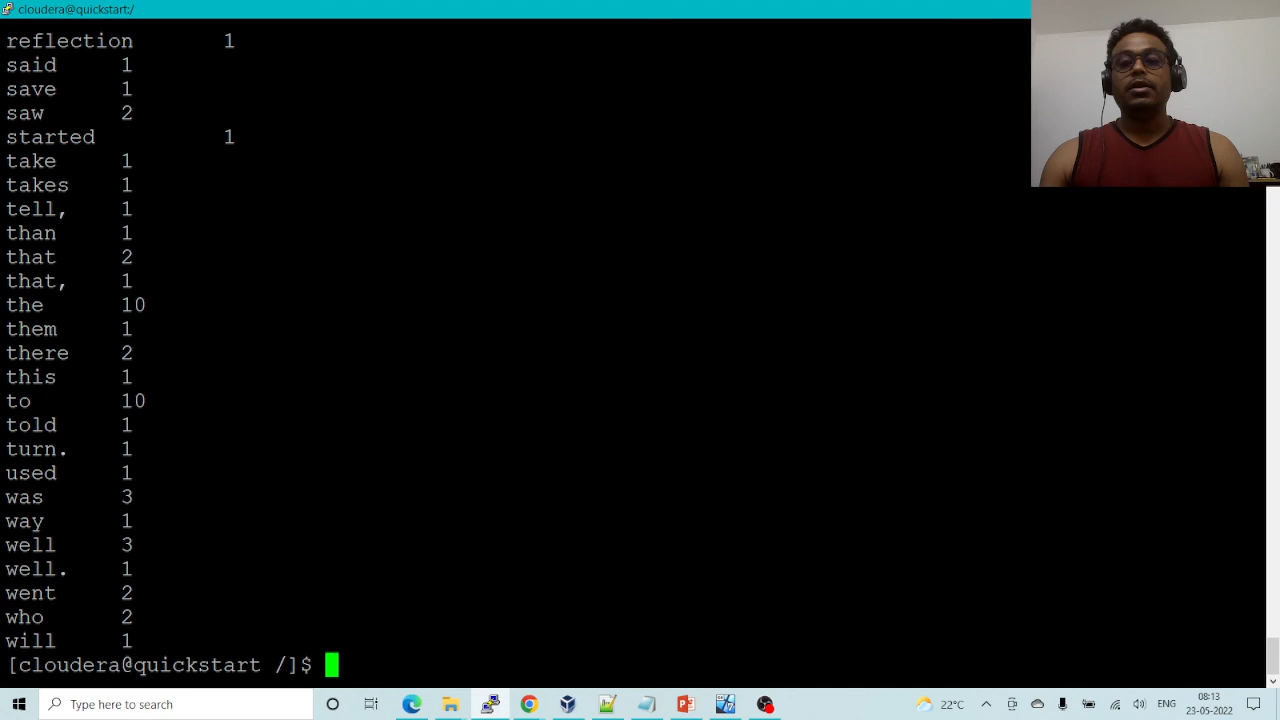 cloudera@quickstart:/
reflection 1
said 1
save 1
saw 2
started 1
take 1
takes 1
tell, 1
than 1
that 2
that, 1
the 10
them 1
there 2
this 1
to 10
told 1
turn. 1
used 1
was 3
way 1
well 3
well. 1
went 2
who 2
will 1
[cloudera@quickstart /]$
Type here to search
22°C
ENG
08:13
23-05-2022